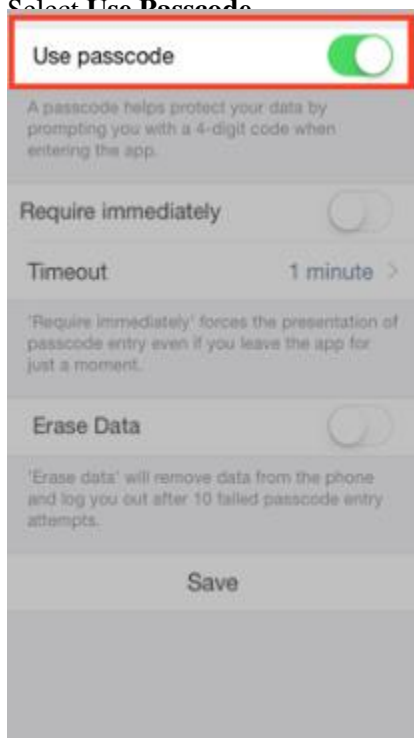 Select Use Passcode
Use passcode
A passcode helps protect your data by
prompting you with a 4-digit code when
entering the app.
Require immediately
Timeout 1 minute >
'Require immediately' forces the presentation of
passcode entry even if you leave the app for
just a moment.
Erase Data
'Erase data' will remove data from the phone
and log you out after 10 failed passcode entry
attempts.
Save